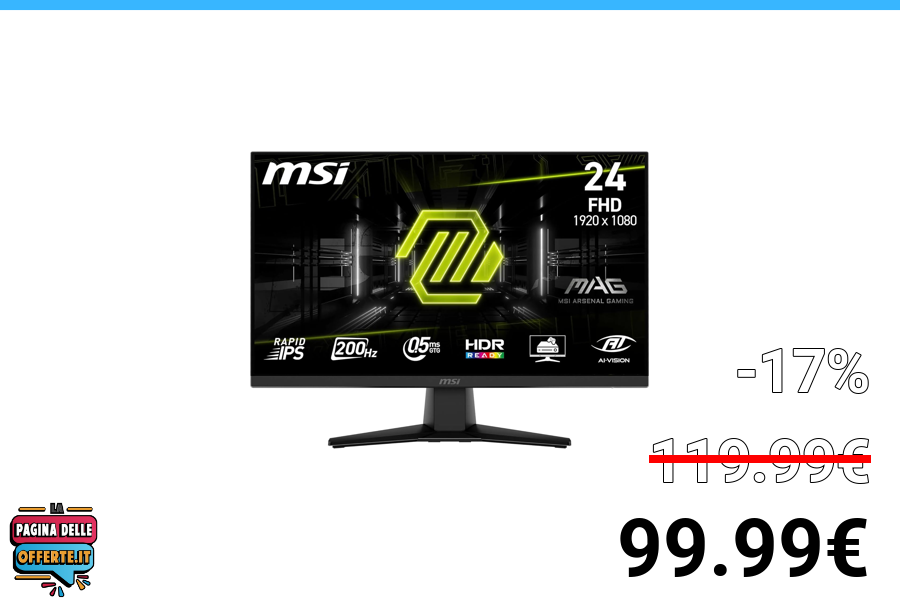 msi
24
FHD
1920 x 1080
MAG
MSI ARSENAL GAMING
RAPID
IPS
200Hz
0.5ms
GTG
HDR
READY
AI
AI-VISION
msi
-17%
119.99€
99.99€
LA
PAGINA DELLE
OFFERTE.IT